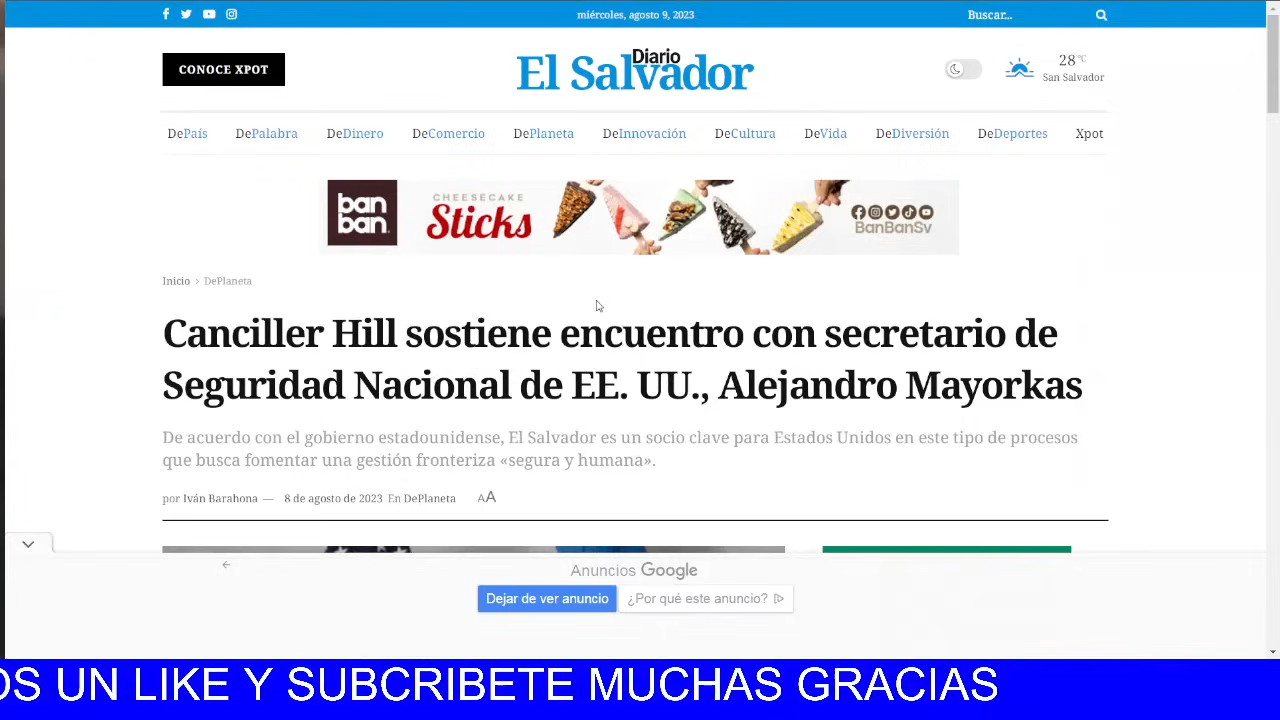 miércoles, agosto 9, 2023
Buscar...
CONOCE XPOT
Diario
El Salvador
28 °C
San Salvador
DePaís DePalabra DeDinero DeComercio DePlaneta DeInnovación DeCultura DeVida DeDiversión DeDeportes Xpot
ban
ban.
CHEESECAKE
Sticks
BanBanSv
Inicio > DePlaneta
Canciller Hill sostiene encuentro con secretario de
Seguridad Nacional de EE. UU., Alejandro Mayorkas
De acuerdo con el gobierno estadounidense, El Salvador es un socio clave para Estados Unidos en este tipo de procesos
que busca fomentar una gestión fronteriza «segura y humana».
por Iván Barahona — 8 de agosto de 2023 En DePlaneta AA
Anuncios Google
Dejar de ver anuncio ¿Por qué este anuncio?
OS UN LIKE Y SUBCRIBETE MUCHAS GRACIAS